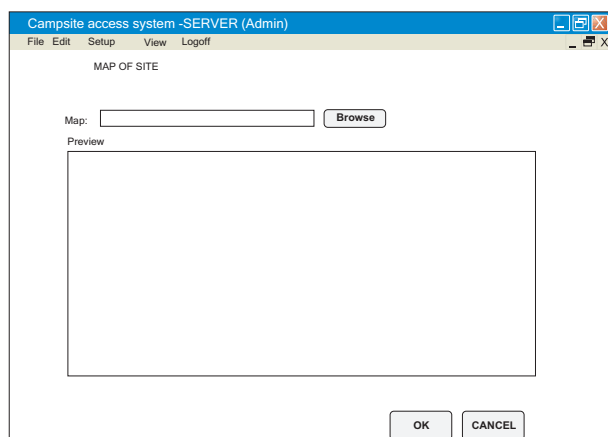 Campsite access system -SERVER (Admin)
File Edit Setup View Logoff
MAP OF SITE
Map: Browse
Preview
OK CANCEL